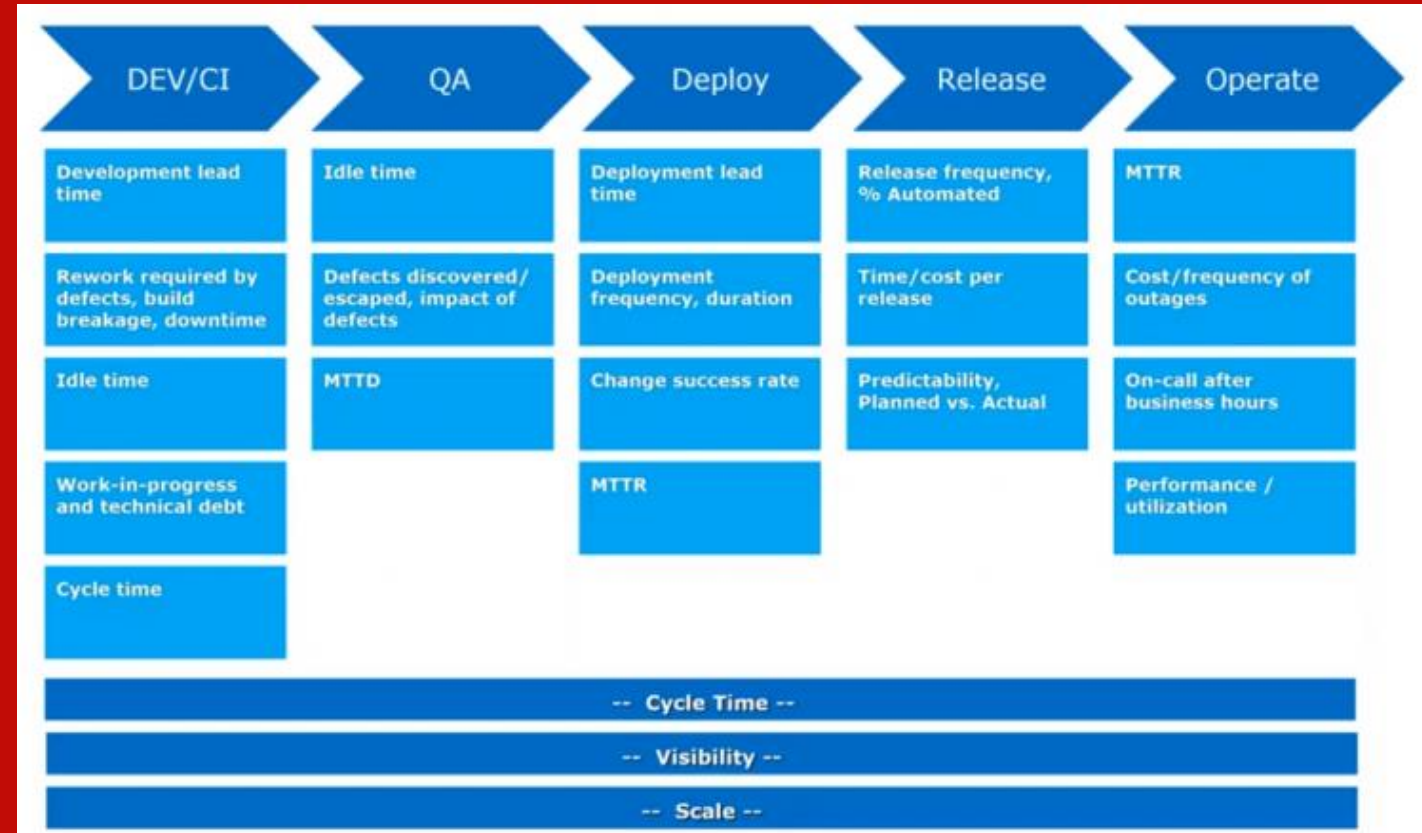 DEV/CI
QA
Deploy
Release
Operate
Development lead
time
Rework required by
defects, build
breakage, downtime
Idle time
Work-in-progress
and technical debt
Cycle time
Idle time
Defects discovered/
escaped, impact of
defects
MTTD
Deployment lead
time
Deployment
frequency, duration
Change success rate
MTTR
Release frequency,
% Automated
Time/cost per
release
Predictability,
Planned vs. Actual
MTTR
Cost/frequency of
outages
On-call after
business hours
Performance /
utilization
-- Cycle Time --
-- Visibility --
-- Scale --